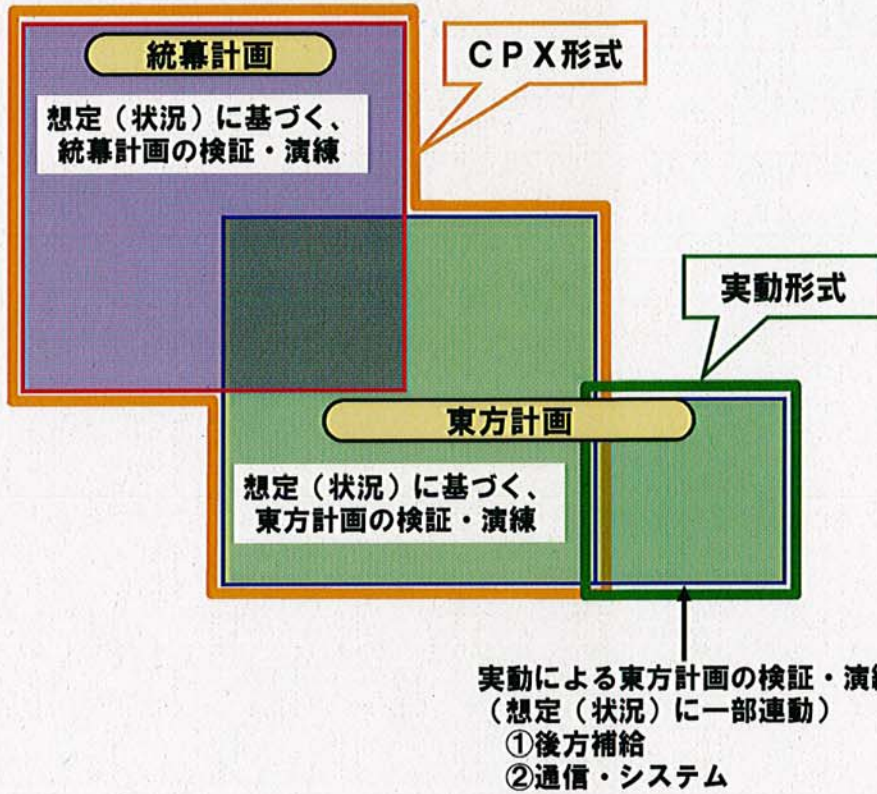 統幕計画
想定（状況）に基づく、
統幕計画の検証・演練
ＣＰＸ形式
実動形式
東方計画
想定（状況）に基づく、
東方計画の検証・演練
実動による東方計画の検証・演
（想定（状況）に一部連動）
①後方補給
②通信・システム